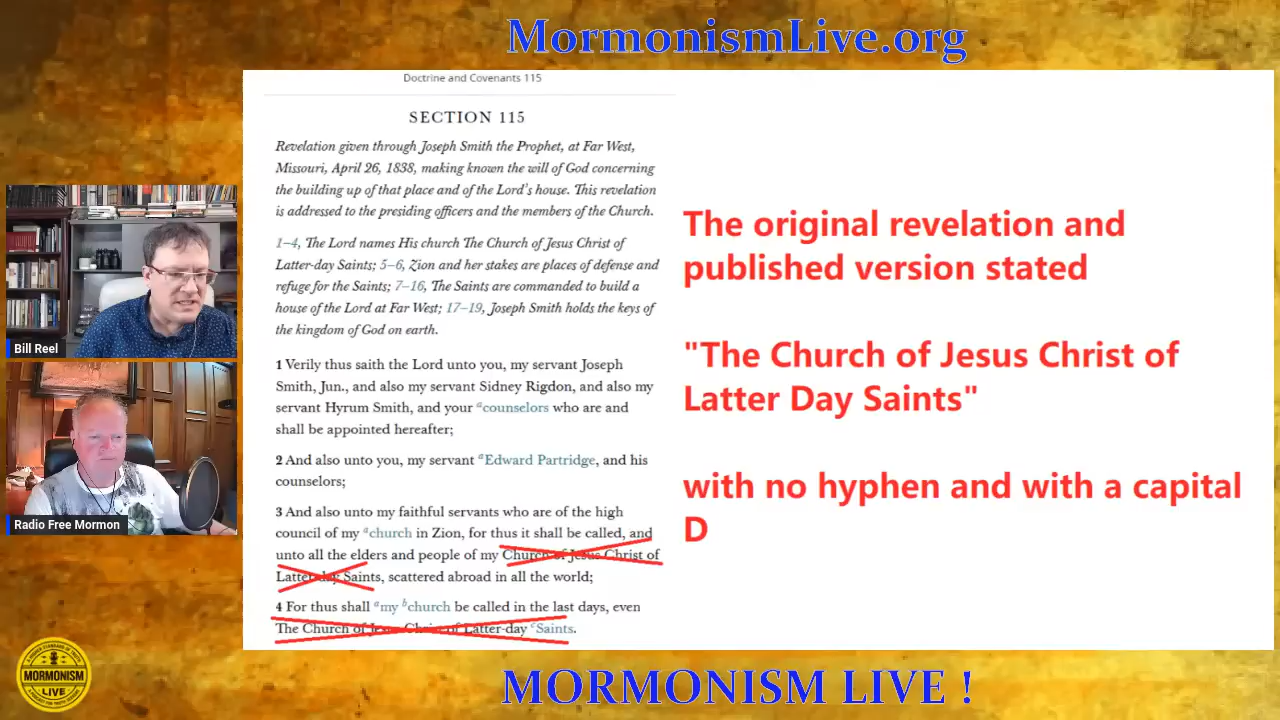 MormonismLive.org
Doctrine and Covenants 115
SECTION 115
Revelation given through Joseph Smith the Prophet, at Far West,
Missouri, April 26, 1838, making known the will of God concerning
the building up of that place and of the Lord's house. This revelation
is addressed to the presiding officers and the members of the Church.
1–4, The Lord names His church The Church of Jesus Christ of
Latter-day Saints; 5–6, Zion and her stakes are places of defense and
refuge for the Saints; 7–16, The Saints are commanded to build a
house of the Lord at Far West; 17–19, Joseph Smith holds the keys of
the kingdom of God on earth.
1 Verily thus saith the Lord unto you, my servant Joseph
Smith, Jun., and also my servant Sidney Rigdon, and also my
servant Hyrum Smith, and your a counselors who are and
shall be appointed hereafter;
2 And also unto you, my servant a Edward Partridge, and his
counselors;
3 And also unto my faithful servants who are of the high
council of my a church in Zion, for thus it shall be called, and
unto all the elders and people of my Church of Jesus Christ of
Latter-day Saints, scattered abroad in all the world;
4 For thus shall a my b church be called in the last days, even
The Church of Jesus Christ of Latter-day c Saints.
The original revelation and
published version stated
"The Church of Jesus Christ of
Latter Day Saints"
with no hyphen and with a capital
D
Bill Reel
Radio Free Mormon
MORMONISM
LIVE
MORMONISM LIVE !